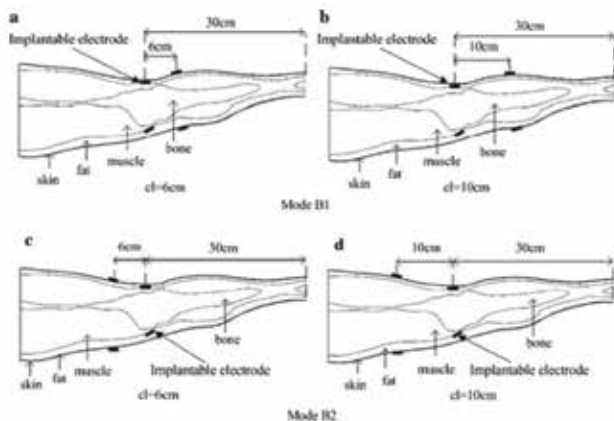 a
30cm
Implantable electrode
6cm
skin
fat
muscle
bone
cl=6cm
b
30cm
Implantable electrode
10cm
skin
fat
muscle
bone
cl=10cm
Mode B1
c
6cm
30cm
bone
skin
fat
muscle
Implantable electrode
cl=6cm
d
10cm
30cm
bone
skin
fat
muscle
Implantable electrode
cl=10cm
Mode B2